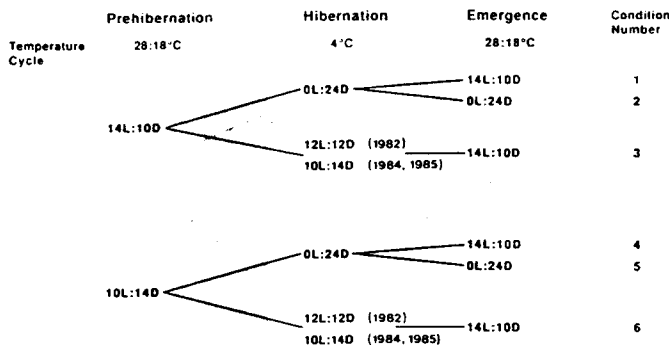 Prehibernation Hibernation Emergence Condition Number
Temperature Cycle 28:18°C 4°C 28:18°C
14L:10D 1
0L:24D
0L:24D 2
14L:10D
12L:12D (1982)
14L:10D 3
10L:14D (1984, 1985)
14L:10D 4
0L:24D
0L:24D 5
10L:14D
12L:12D (1982)
14L:10D 6
10L:14D (1984, 1985)